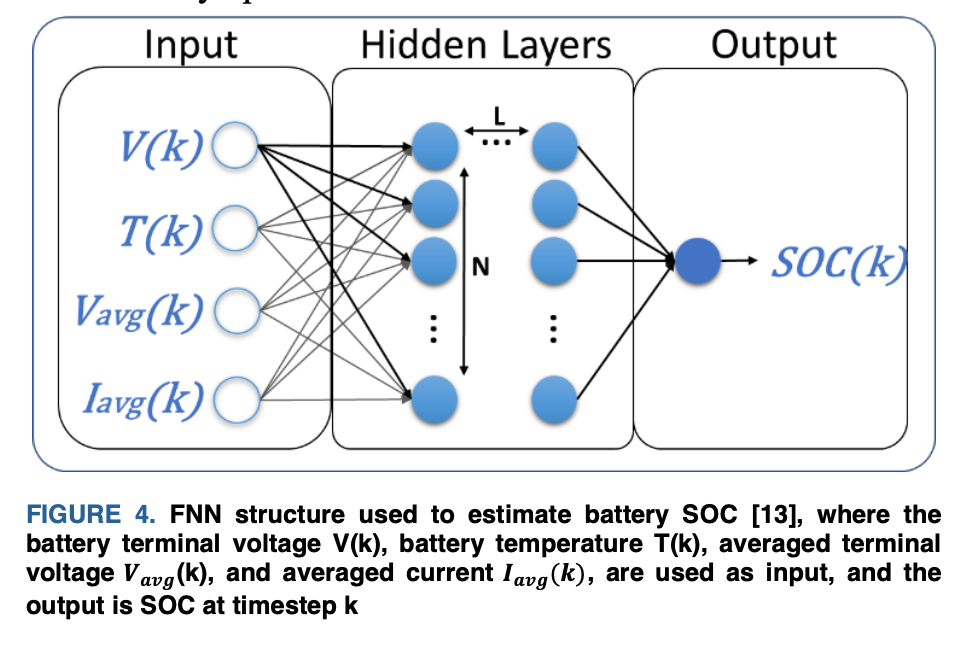 Input Hidden Layers Output
V(k)
T(k)
Vavg(k)
Iavg(k)
L
...
N
⋮ ⋮
SOC(k)
FIGURE 4. FNN structure used to estimate battery SOC [13], where the
battery terminal voltage V(k), battery temperature T(k), averaged terminal
voltage Vavg(k), and averaged current Iavg(k), are used as input, and the
output is SOC at timestep k